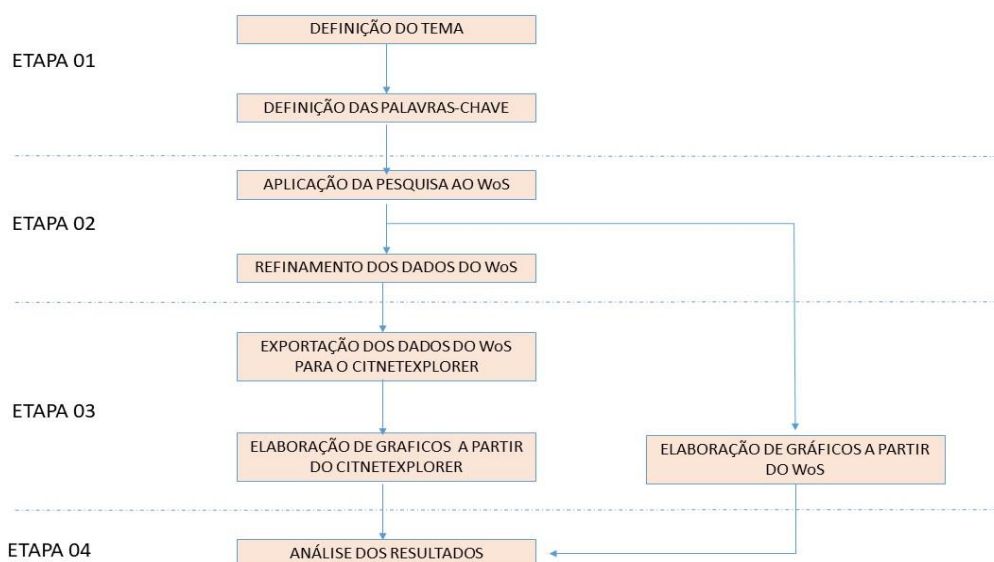 DEFINIÇÃO DO TEMA
ETAPA 01
DEFINIÇÃO DAS PALAVRAS-CHAVE
APLICAÇÃO DA PESQUISA AO WoS
ETAPA 02
REFINAMENTO DOS DADOS DO WoS
EXPORTAÇÃO DOS DADOS DO WoS
PARA O CITNETEXPLORER
ETAPA 03
ELABORAÇÃO DE GRAFICOS A PARTIR
DO CITNETEXPLORER
ELABORAÇÃO DE GRÁFICOS A PARTIR
DO WoS
ETAPA 04
ANÁLISE DOS RESULTADOS